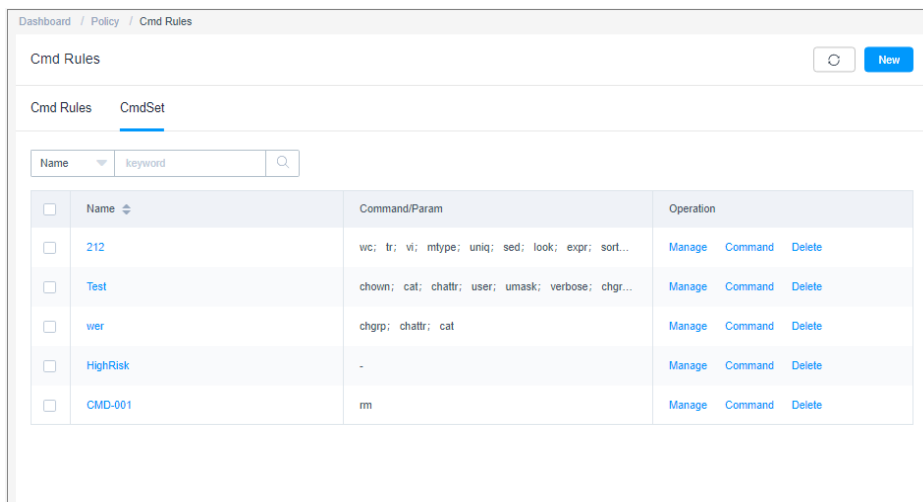 Dashboard / Policy / Cmd Rules
Cmd Rules
New
Cmd Rules CmdSet
Name keyword
Name Command/Param Operation
212 wc; tr; vi; mtype; uniq; sed; look; expr; sort... Manage Command Delete
Test chown; cat; chattr; user; umask; verbose; chgr... Manage Command Delete
wer chgrp; chattr; cat Manage Command Delete
HighRisk - Manage Command Delete
CMD-001 rm Manage Command Delete